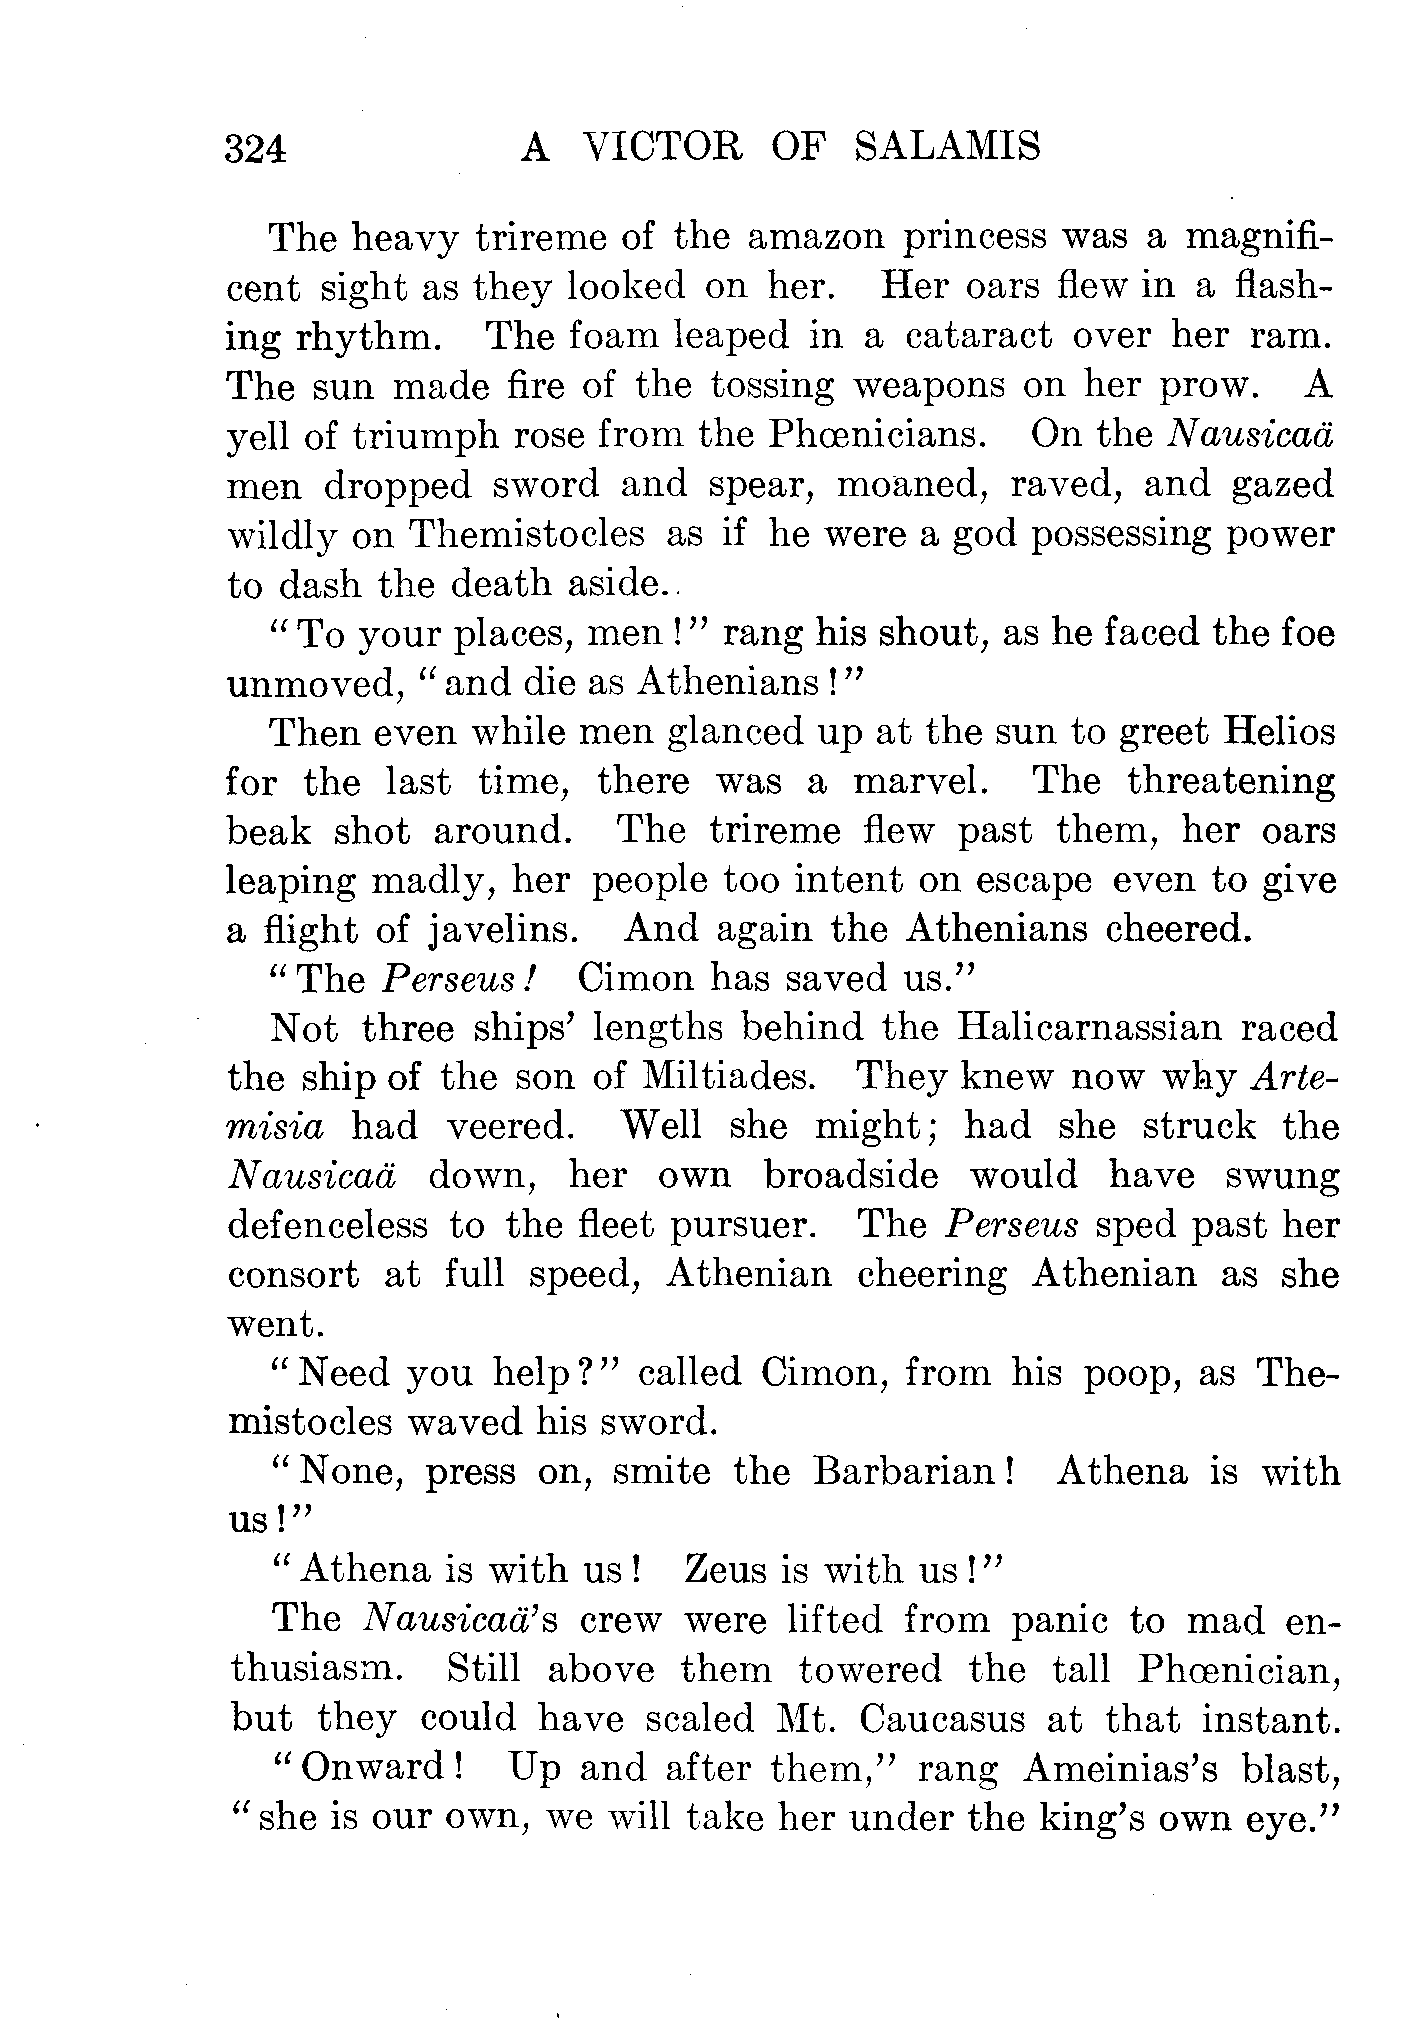 324 A VICTOR OF SALAMIS
The heavy trireme of the amazon princess was a magnifi-
cent sight as they looked on her. Her oars flew in a flash-
ing rhythm. The foam leaped in a cataract over her ram.
The sun made fire of the tossing weapons on her prow. A
yell of triumph rose from the Phœnicians. On the Nausicaä
men dropped sword and spear, moaned, raved, and gazed
wildly on Themistocles as if he were a god possessing power
to dash the death aside.
"To your places, men!" rang his shout, as he faced the foe
unmoved, "and die as Athenians!"
Then even while men glanced up at the sun to greet Helios
for the last time, there was a marvel. The threatening
beak shot around. The trireme flew past them, her oars
leaping madly, her people too intent on escape even to give
a flight of javelins. And again the Athenians cheered.
"The Perseus! Cimon has saved us."
Not three ships' lengths behind the Halicarnassian raced
the ship of the son of Miltiades. They knew now why Arte-
misia had veered. Well she might; had she struck the
Nausicaä down, her own broadside would have swung
defenceless to the fleet pursuer. The Perseus sped past her
consort at full speed, Athenian cheering Athenian as she
went.
"Need you help?" called Cimon, from his poop, as The-
mistocles waved his sword.
"None, press on, smite the Barbarian! Athena is with
us!"
"Athena is with us! Zeus is with us!"
The Nausicaä's crew were lifted from panic to mad en-
thusiasm. Still above them towered the tall Phœnician,
but they could have scaled Mt. Caucasus at that instant.
"Onward! Up and after them," rang Ameinias's blast,
"she is our own, we will take her under the king's own eye."